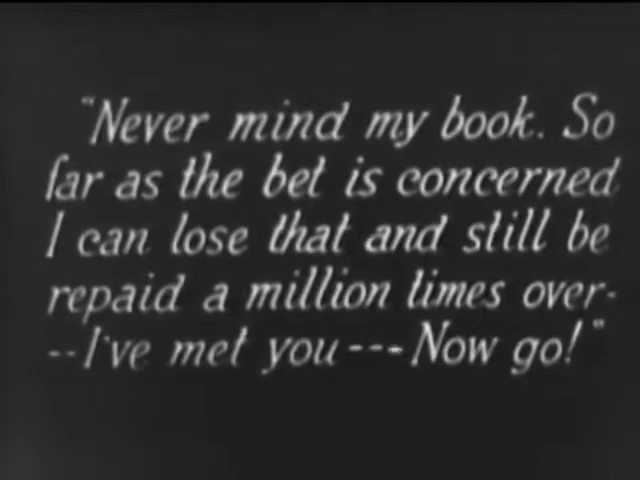 "Never mind my book. So
far as the bet is concerned
I can lose that and still be
repaid a million times over-
--I've met you---Now go!"